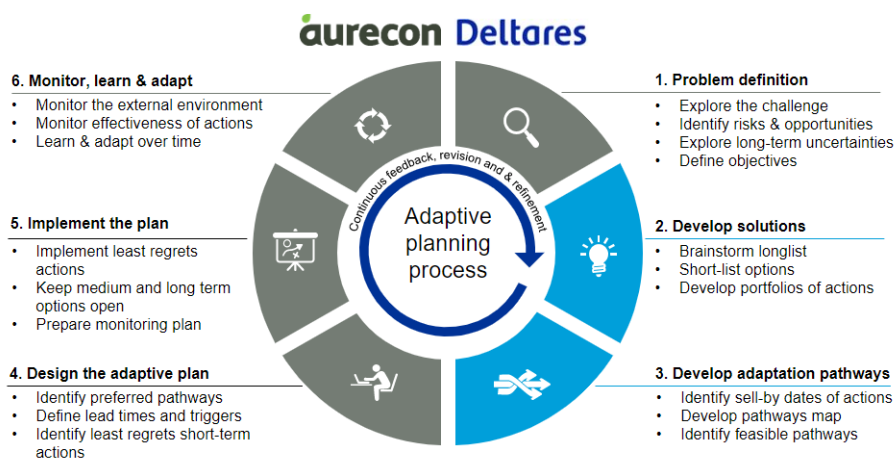 aurecon Deltares
1. Problem definition
• Explore the challenge
• Identify risks & opportunities
• Explore long-term uncertainties
• Define objectives
2. Develop solutions
• Brainstorm longlist
• Short-list options
• Develop portfolios of actions
3. Develop adaptation pathways
• Identify sell-by dates of actions
• Develop pathways map
• Identify feasible pathways
4. Design the adaptive plan
• Identify preferred pathways
• Define lead times and triggers
• Identify least regrets short-term
actions
5. Implement the plan
• Implement least regrets
actions
• Keep medium and long term
options open
• Prepare monitoring plan
6. Monitor, learn & adapt
• Monitor the external environment
• Monitor effectiveness of actions
• Learn & adapt over time
Continuous feedback, revision and & refinement
Adaptive
planning
process